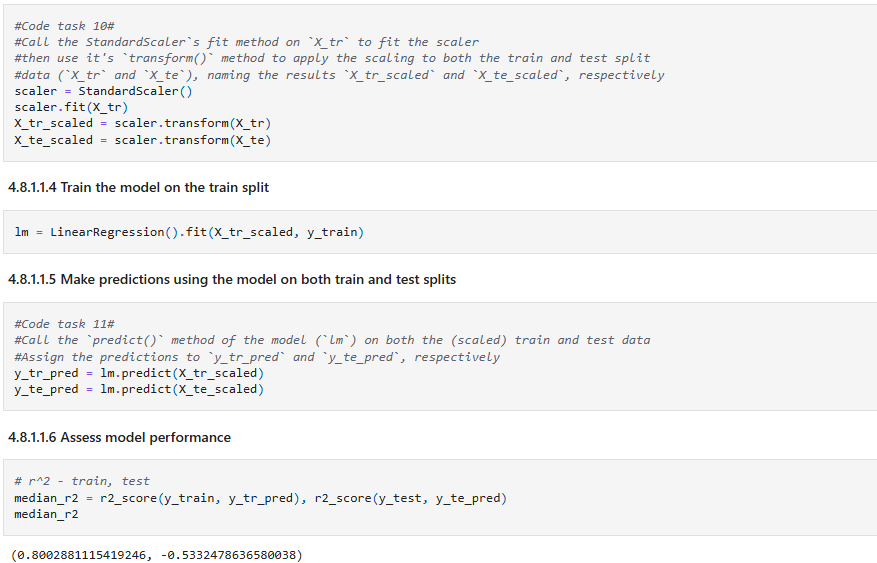 #Code task 10#
#Call the StandardScaler`s fit method on `X_tr` to fit the scaler
#then use it's `transform()` method to apply the scaling to both the train and test split
#data (`X_tr` and `X_te`), naming the results `X_tr_scaled` and `X_te_scaled`, respectively
scaler = StandardScaler()
scaler.fit(X_tr)
X_tr_scaled = scaler.transform(X_tr)
X_te_scaled = scaler.transform(X_te)
4.8.1.1.4 Train the model on the train split
lm = LinearRegression().fit(X_tr_scaled, y_train)
4.8.1.1.5 Make predictions using the model on both train and test splits
#Code task 11#
#Call the `predict()` method of the model (`lm`) on both the (scaled) train and test data
#Assign the predictions to `y_tr_pred` and `y_te_pred`, respectively
y_tr_pred = lm.predict(X_tr_scaled)
y_te_pred = lm.predict(X_te_scaled)
4.8.1.1.6 Assess model performance
# r^2 - train, test
median_r2 = r2_score(y_train, y_tr_pred), r2_score(y_test, y_te_pred)
median_r2
(0.8002881115419246, -0.5332478636580038)